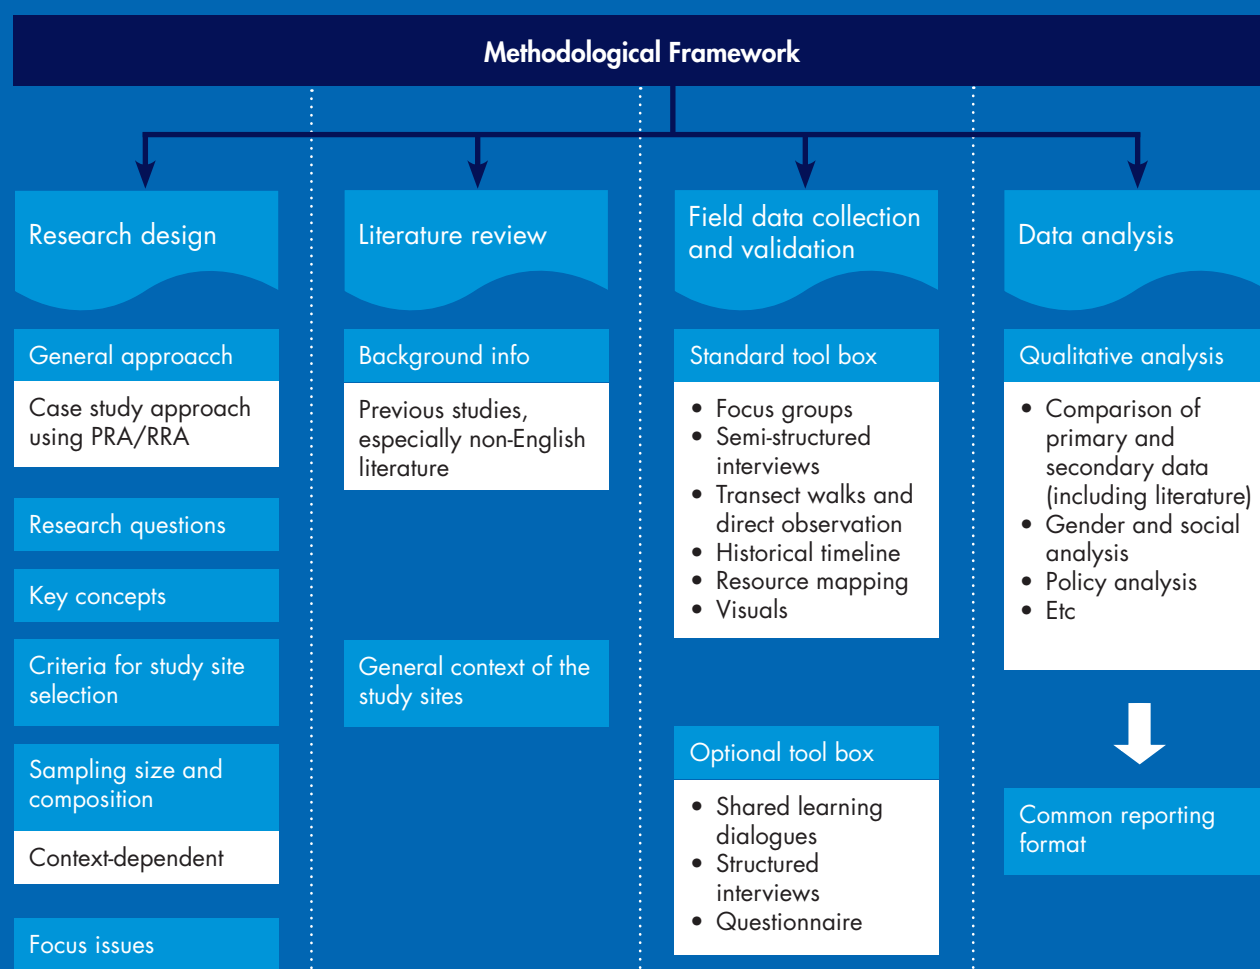 Methodological Framework
Research design
General approacch
Case study approach
using PRA/RRA
Research questions
Key concepts
Criteria for study site
selection
Sampling size and
composition
Context-dependent
Focus issues
Literature review
Background info
Previous studies,
especially non-English
literature
General context of the
study sites
Field data collection
and validation
Standard tool box
• Focus groups
• Semi-structured
interviews
• Transect walks and
direct observation
• Historical timeline
• Resource mapping
• Visuals
Optional tool box
• Shared learning
dialogues
• Structured
interviews
• Questionnaire
Data analysis
Qualitative analysis
• Comparison of
primary and
secondary data
(including literature)
• Gender and social
analysis
• Policy analysis
• Etc
Common reporting
format